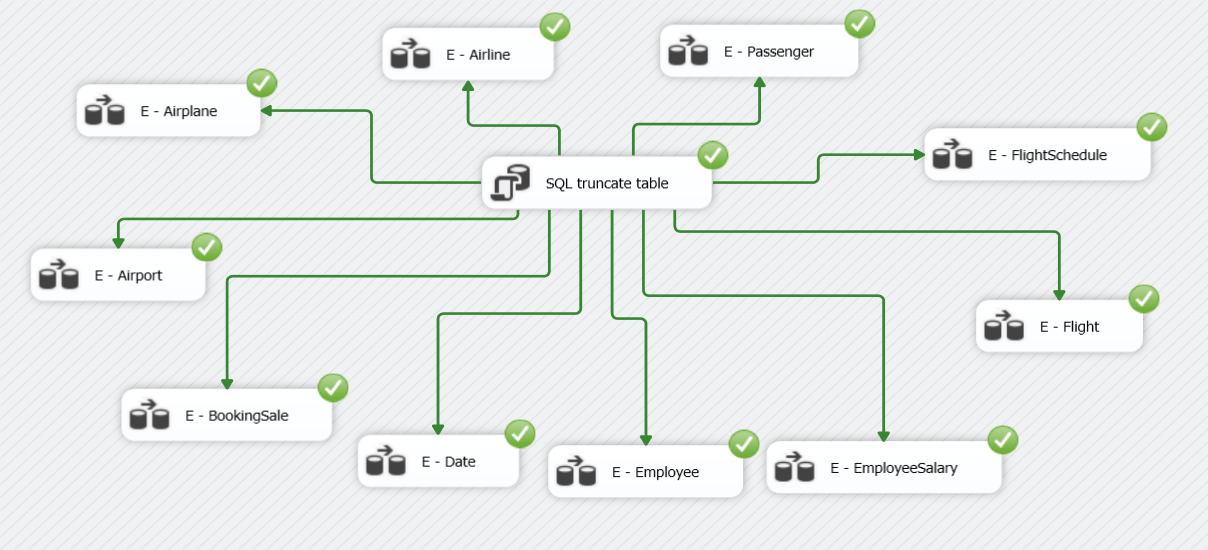 E - Airline
E - Passenger
E - Airplane
E - FlightSchedule
SQL truncate table
E - Airport
E - Flight
E - BookingSale
E - Date
E - Employee
E - EmployeeSalary